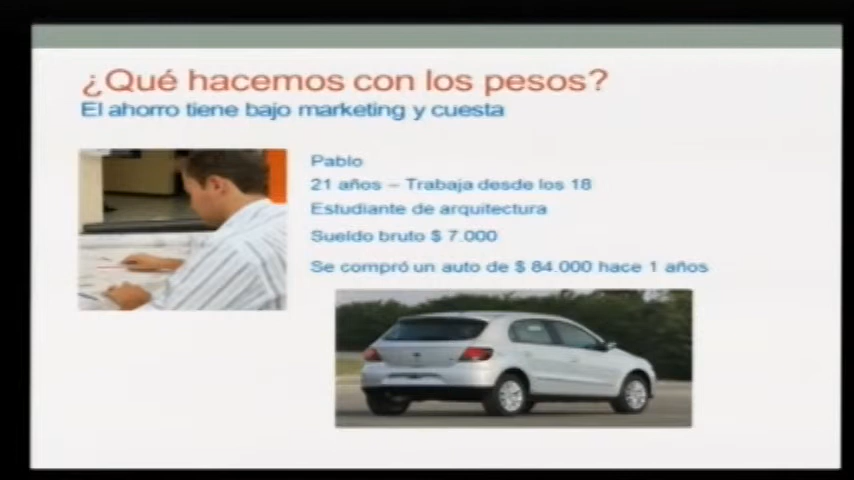 ¿Qué hacemos con los pesos?
El ahorro tiene bajo marketing y cuesta
Pablo
21 años – Trabaja desde los 18
Estudiante de arquitectura
Sueldo bruto $ 7.000
Se compró un auto de $ 84.000 hace 1 años